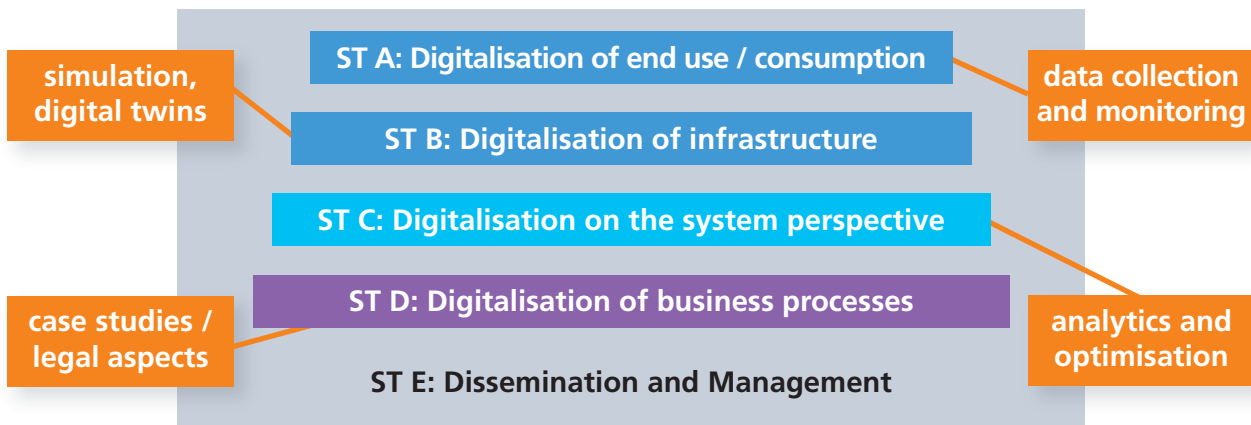 ST A: Digitalisation of end use / consumption
simulation,
digital twins
data collection
and monitoring
ST B: Digitalisation of infrastructure
ST C: Digitalisation on the system perspective
ST D: Digitalisation of business processes
case studies /
legal aspects
analytics and
optimisation
ST E: Dissemination and Management